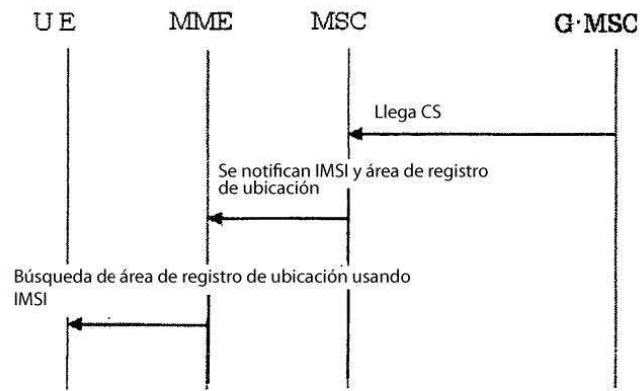 UE MME MSC G·MSC
Llega CS
Se notifican IMSI y área de registro
de ubicación
Búsqueda de área de registro de ubicación usando
IMSI